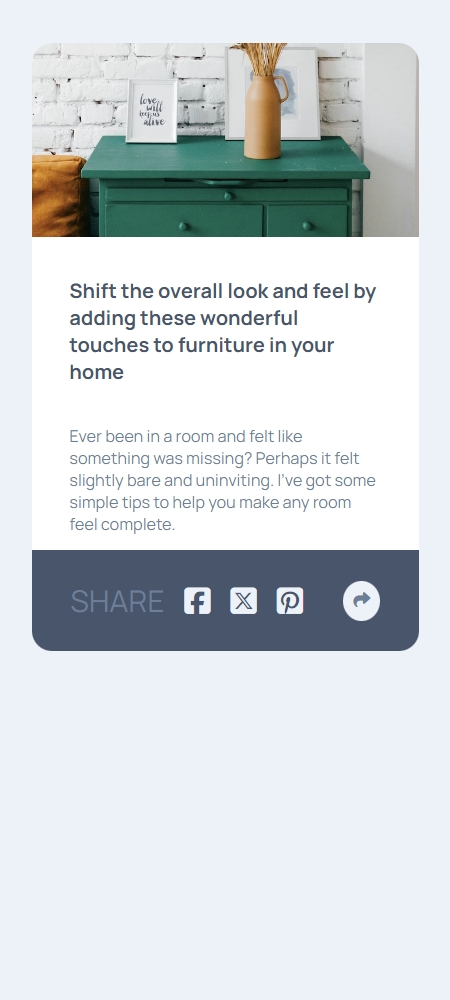 love
will
keep us
alive
Shift the overall look and feel by
adding these wonderful
touches to furniture in your
home
Ever been in a room and felt like
something was missing? Perhaps it felt
slightly bare and uninviting. I've got some
simple tips to help you make any room
feel complete.
SHARE